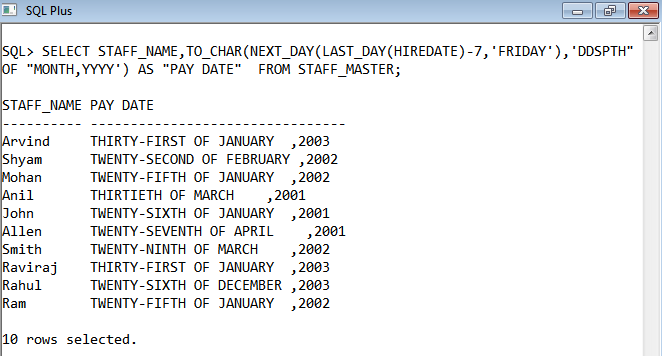 SQL Plus
SQL> SELECT STAFF_NAME,TO_CHAR(NEXT_DAY(LAST_DAY(HIREDATE)-7,'FRIDAY'),'DDSPTH"
OF "MONTH,YYYY') AS "PAY DATE"  FROM STAFF_MASTER;
STAFF_NAME PAY DATE
---------- --------------------------------
Arvind     THIRTY-FIRST OF JANUARY  ,2003
Shyam      TWENTY-SECOND OF FEBRUARY ,2002
Mohan      TWENTY-FIFTH OF JANUARY  ,2002
Anil       THIRTIETH OF MARCH    ,2001
John       TWENTY-SIXTH OF JANUARY  ,2001
Allen      TWENTY-SEVENTH OF APRIL    ,2001
Smith      TWENTY-NINTH OF MARCH    ,2002
Raviraj    THIRTY-FIRST OF JANUARY  ,2003
Rahul      TWENTY-SIXTH OF DECEMBER ,2003
Ram        TWENTY-FIFTH OF JANUARY  ,2002
10 rows selected.